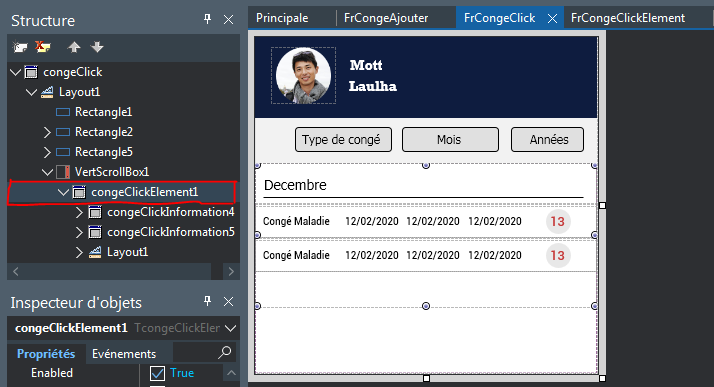 Structure
congeClick
Layout1
Rectangle1
Rectangle2
Rectangle5
VertScrollBox1
congeClickElement1
congeClickInformation4
congeClickInformation5
Layout1
Inspecteur d'objets
congeClickElement1 TcongeClickEler
Propriétés Evénements
Enabled True
Principale FrCongeAjouter FrCongeClick FrCongeClickElement
Mott
Laulha
Type de congé Mois Années
Decembre
Congé Maladie 12/02/2020 12/02/2020 12/02/2020 13
Congé Maladie 12/02/2020 12/02/2020 12/02/2020 13